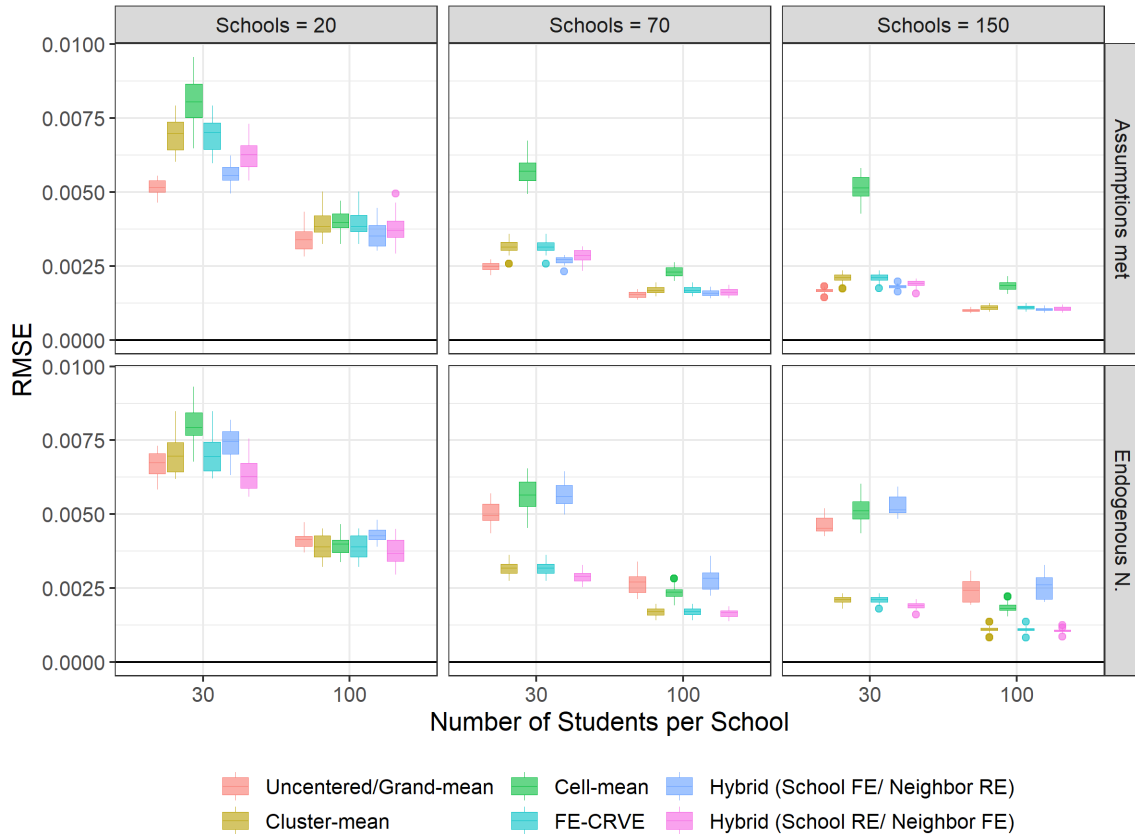 Schools = 20
Schools = 70
Schools = 150
0.0100
0.0075
0.0050
0.0025
0.0000
Assumptions met
0.0100
0.0075
0.0050
0.0025
0.0000
Endogenous N.
RMSE
30
100
30
100
30
100
Number of Students per School
Uncentered/Grand-mean
Cell-mean
Hybrid (School FE/ Neighbor RE)
Cluster-mean
FE-CRVE
Hybrid (School RE/ Neighbor FE)